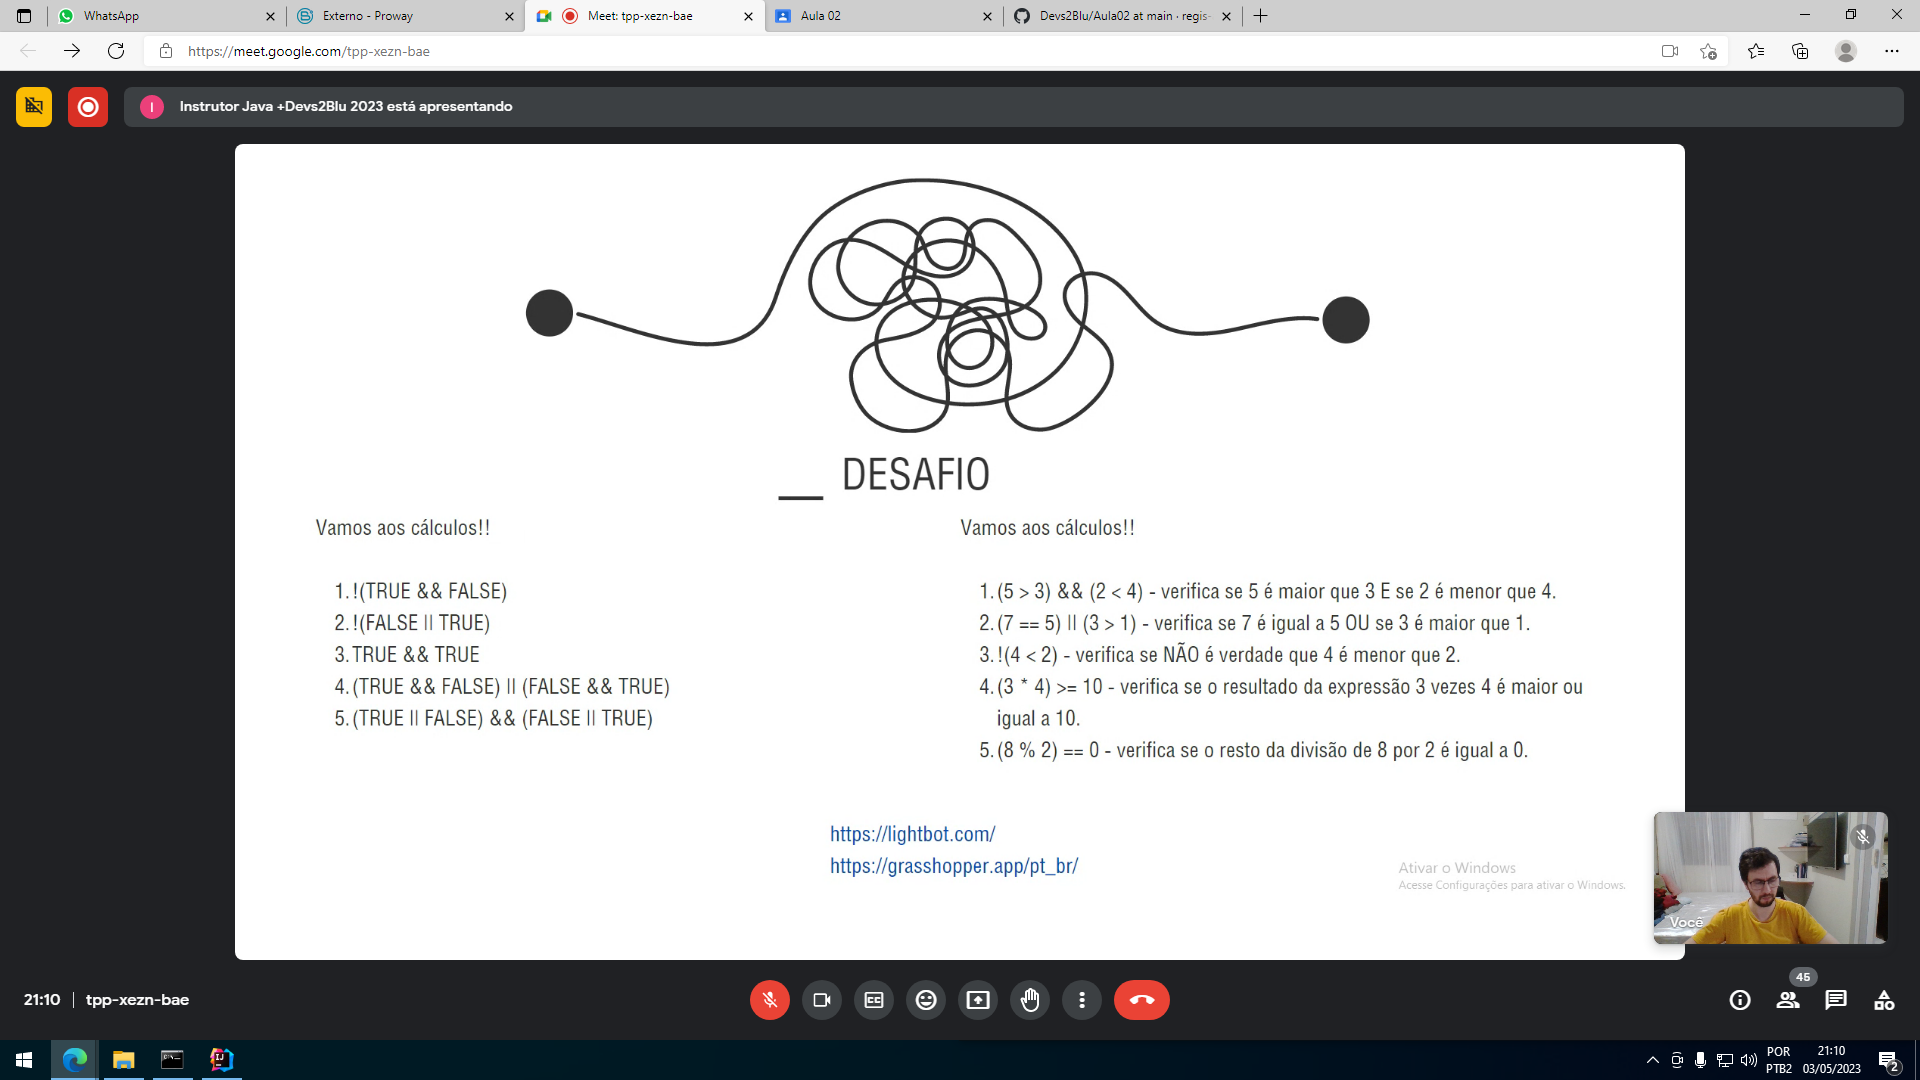 WhatsApp
Externo - Proway
Meet: tpp-xezn-bae
Aula 02
Devs2Blu/Aula02 at main · regis-
https://meet.google.com/tpp-xezn-bae
I
Instrutor Java +Devs2Blu 2023 está apresentando
__ DESAFIO
Vamos aos cálculos!!
1. !(TRUE && FALSE)
2. !(FALSE || TRUE)
3. TRUE && TRUE
4. (TRUE && FALSE) || (FALSE && TRUE)
5. (TRUE || FALSE) && (FALSE || TRUE)
Vamos aos cálculos!!
1. (5 > 3) && (2 < 4) - verifica se 5 é maior que 3 E se 2 é menor que 4.
2. (7 == 5) || (3 > 1) - verifica se 7 é igual a 5 OU se 3 é maior que 1.
3. !(4 < 2) - verifica se NÃO é verdade que 4 é menor que 2.
4. (3 * 4) >= 10 - verifica se o resultado da expressão 3 vezes 4 é maior ou
igual a 10.
5. (8 % 2) == 0 - verifica se o resto da divisão de 8 por 2 é igual a 0.
https://lightbot.com/
https://grasshopper.app/pt_br/
Ativar o Windows
Acesse Configurações para ativar o Windows.
Você
21:10 | tpp-xezn-bae
45
POR
PTB2
21:10
03/05/2023
2